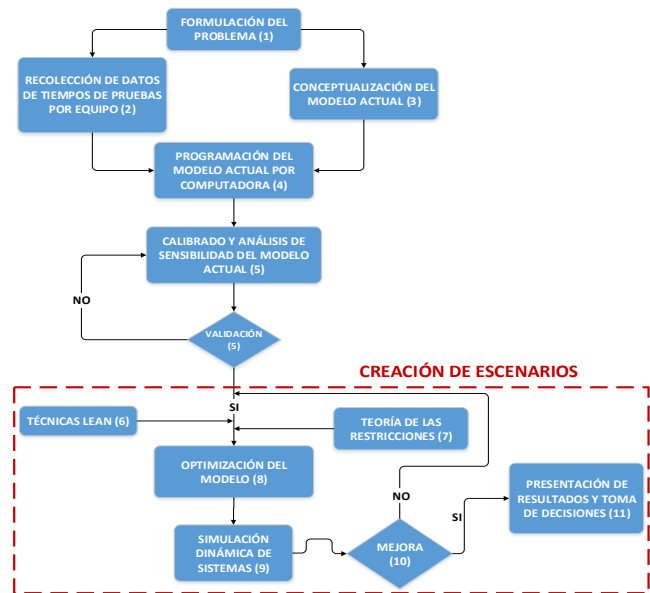 FORMULACIÓN DEL
PROBLEMA (1)
RECOLECCIÓN DE DATOS
DE TIEMPOS DE PRUEBAS
POR EQUIPO (2)
CONCEPTUALIZACIÓN DEL
MODELO ACTUAL (3)
PROGRAMACIÓN DEL
MODELO ACTUAL POR
COMPUTADORA (4)
CALIBRADO Y ANÁLISIS DE
SENSIBILIDAD DEL MODELO
ACTUAL (5)
NO
VALIDACIÓN
(5)
CREACIÓN DE ESCENARIOS
SI
TÉCNICAS LEAN (6)
TEORÍA DE LAS
RESTRICCIONES (7)
OPTIMIZACIÓN DEL
MODELO (8)
NO
PRESENTACIÓN DE
RESULTADOS Y TOMA
DE DECISIONES (11)
SI
SIMULACIÓN
DINÁMICA DE
SISTEMAS (9)
MEJORA
(10)